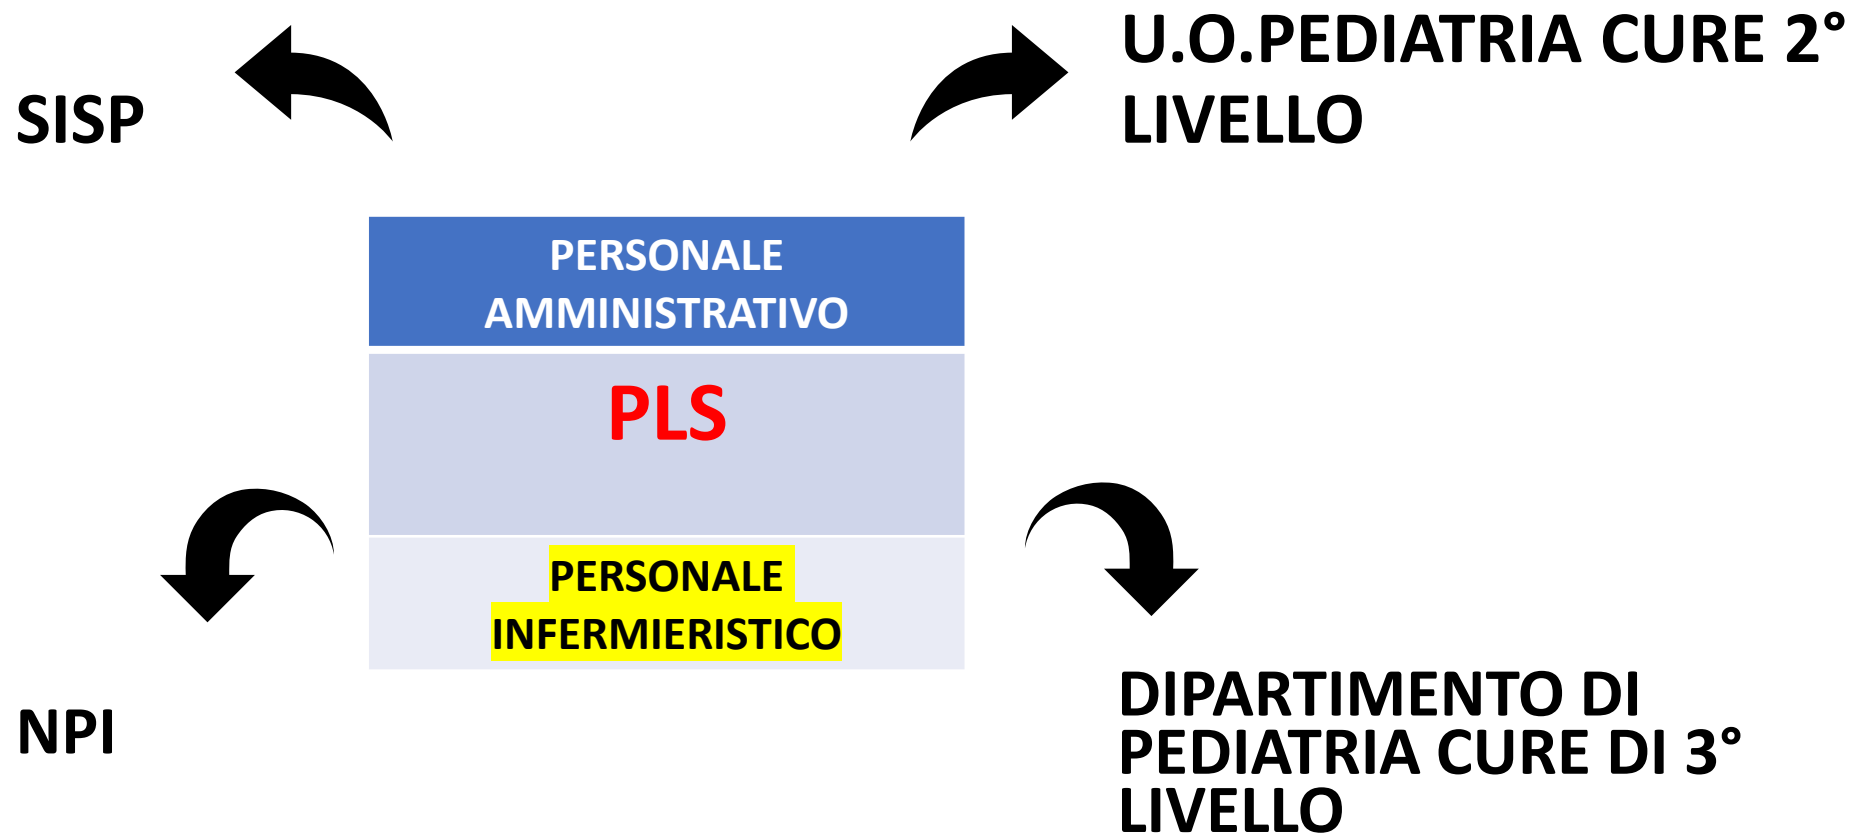 U.O.PEDIATRIA CURE 2°
LIVELLO
SISP
PERSONALE
AMMINISTRATIVO
PLS
PERSONALE
INFERMIERISTICO
NPI
DIPARTIMENTO DI
PEDIATRIA CURE DI 3°
LIVELLO